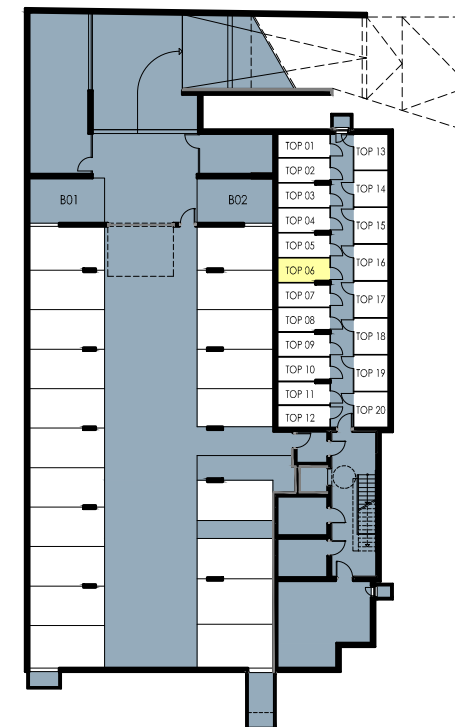 B01
B02
TOP 01
TOP 02
TOP 03
TOP 04
TOP 05
TOP 06
TOP 07
TOP 08
TOP 09
TOP 10
TOP 11
TOP 12
TOP 13
TOP 14
TOP 15
TOP 16
TOP 17
TOP 18
TOP 19
TOP 20